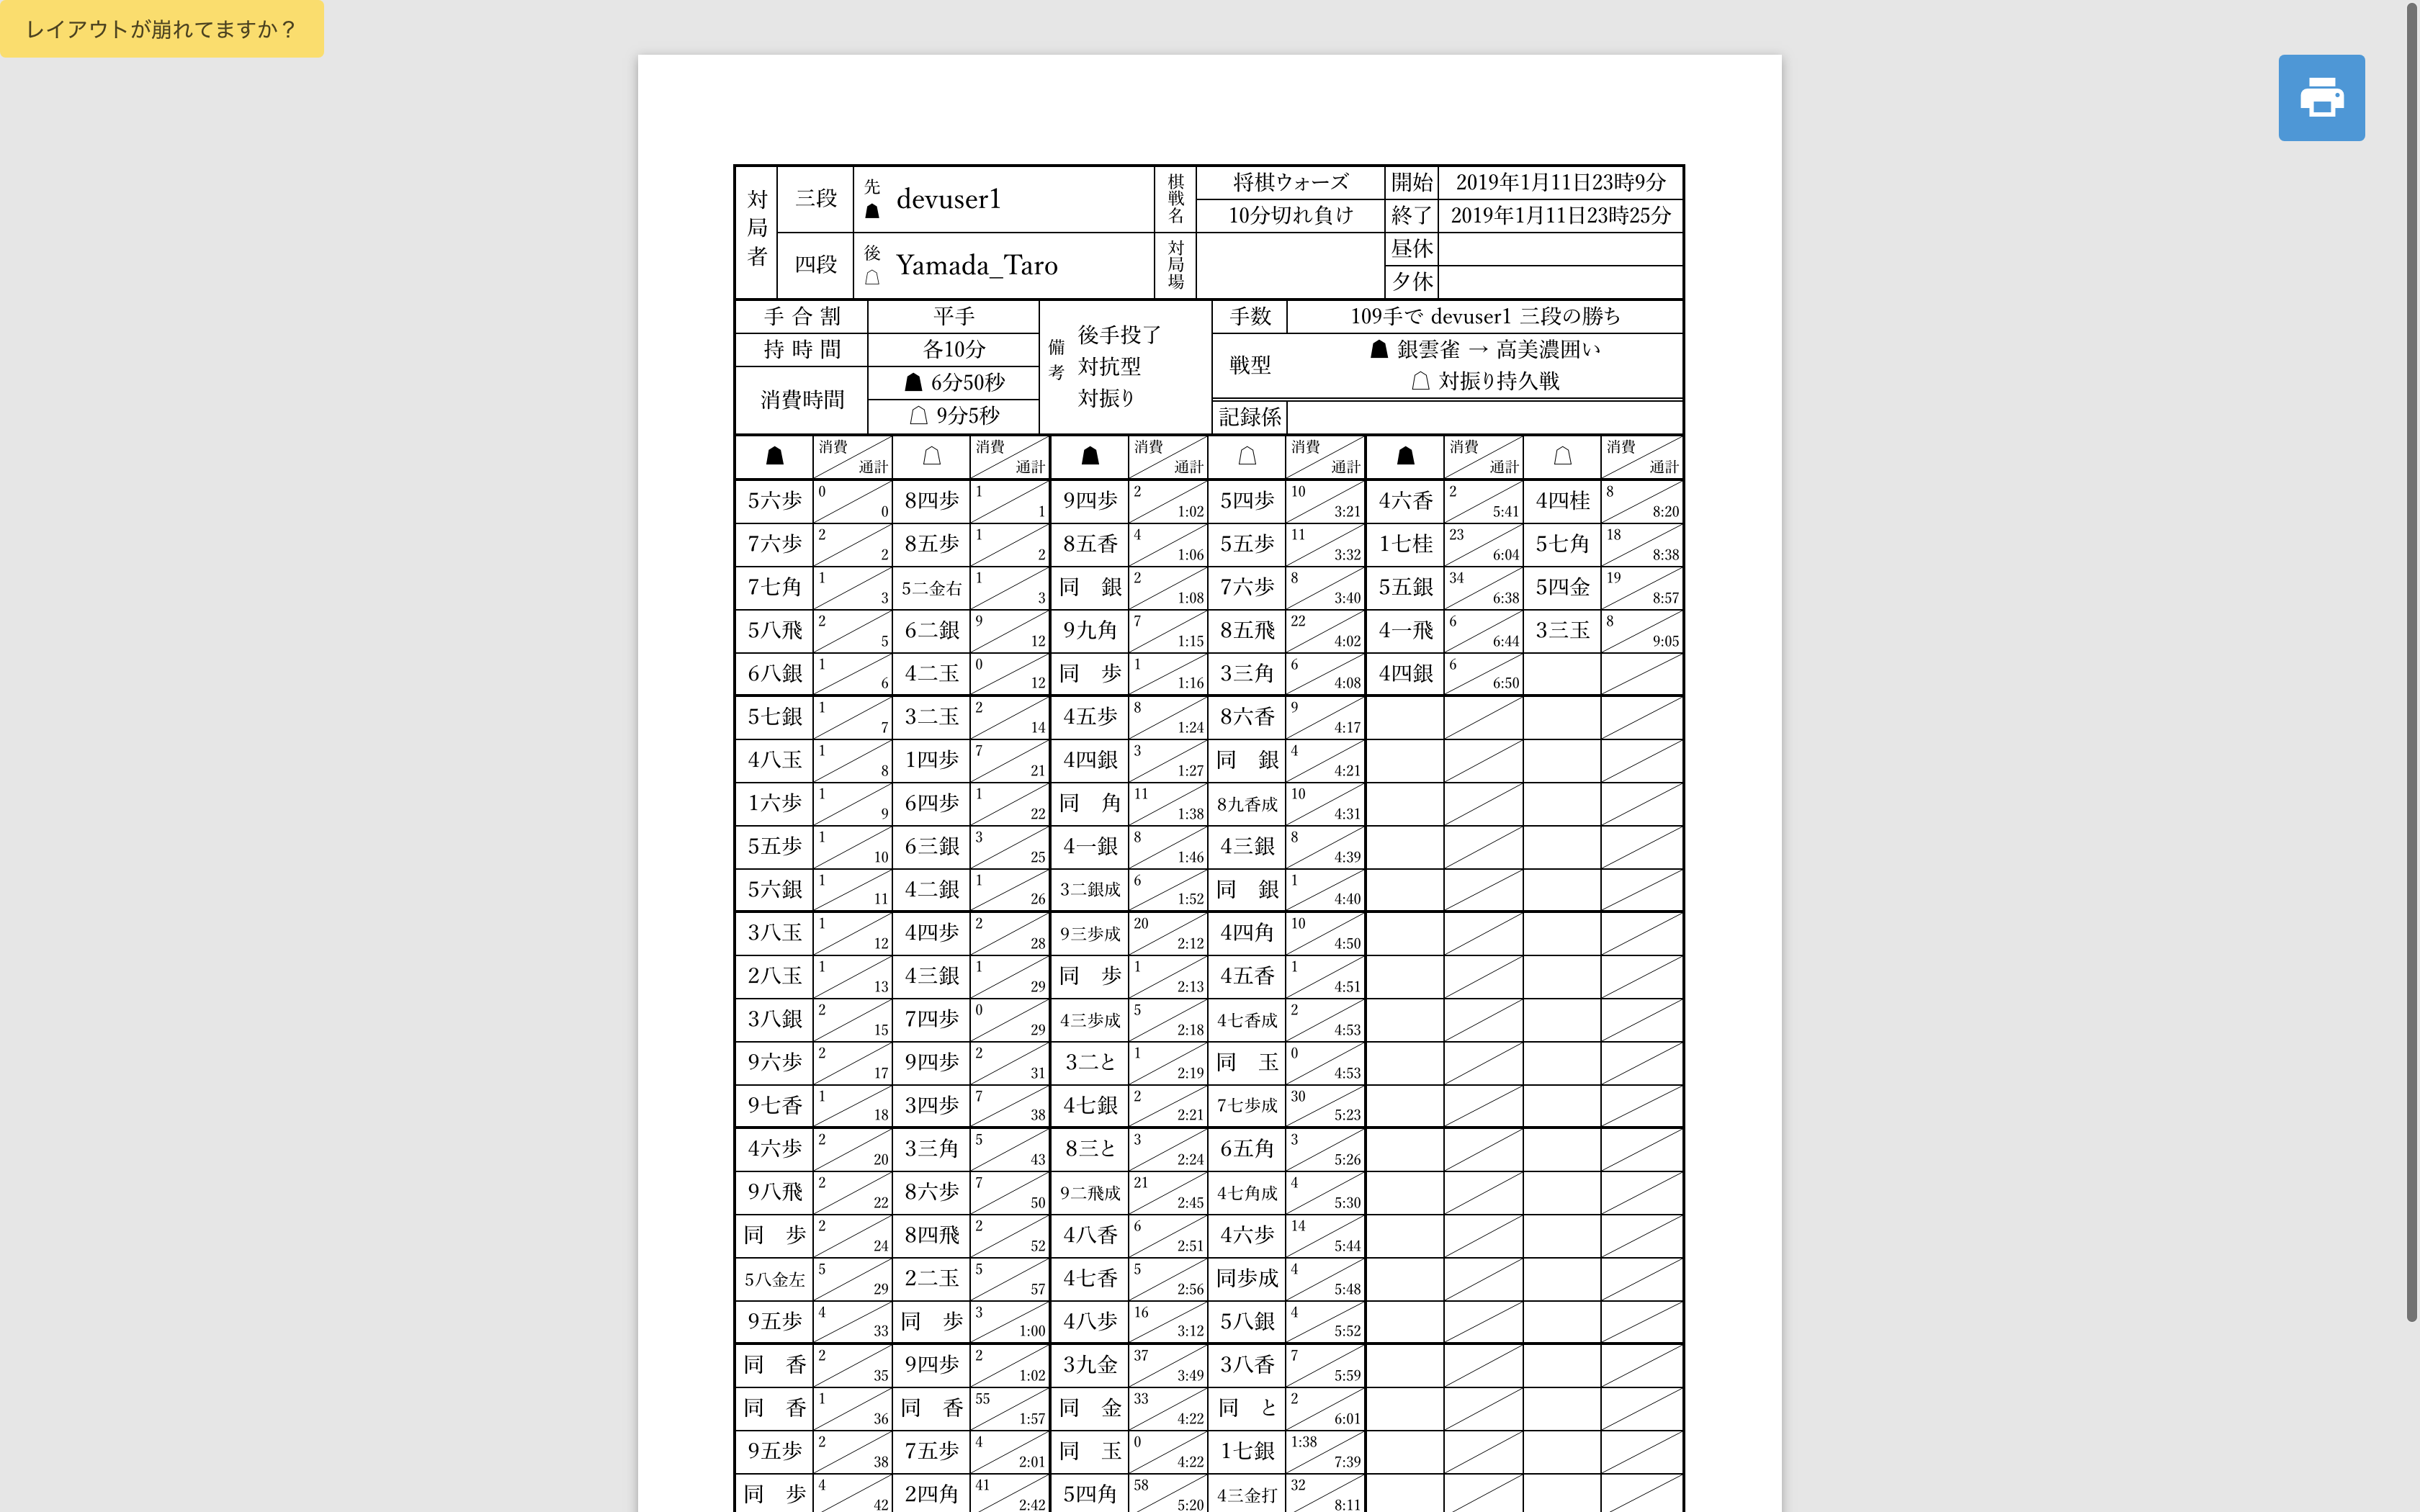 レイアウトが崩れてますか？
対局者 三段 先 ☗ devuser1 棋戦名 将棋ウォーズ 開始 2019年1月11日23時9分
10分切れ負け 終了 2019年1月11日23時25分
四段 後 ☖ Yamada_Taro 対局場 昼休
夕休
手合割 平手 備考 後手投了 手数 109手で devuser1 三段の勝ち
持時間 各10分 対抗型 戦型 ☗ 銀雲雀 → 高美濃囲い
消費時間 ☗ 6分50秒 対振り ☖ 対振り持久戦
☖ 9分5秒 記録係
☗ 消費 通計 ☖ 消費 通計 ☗ 消費 通計 ☖ 消費 通計 ☗ 消費 通計 ☖ 消費 通計
5六歩 0 0 8四歩 1 1 9四歩 2 1:02 5四歩 10 3:21 4六香 2 5:41 4四桂 8 8:20
7六歩 2 2 8五歩 1 2 8五香 4 1:06 5五歩 11 3:32 1七桂 23 6:04 5七角 18 8:38
7七角 1 3 5二金右 1 3 同　銀 2 1:08 7六歩 8 3:40 5五銀 34 6:38 5四金 19 8:57
5八飛 2 5 6二銀 9 12 9九角 7 1:15 8五飛 22 4:02 4一飛 6 6:44 3三玉 8 9:05
6八銀 1 6 4二玉 0 12 同　歩 1 1:16 3三角 6 4:08 4四銀 6 6:50
5七銀 1 7 3二玉 2 14 4五歩 8 1:24 8六香 9 4:17
4八玉 1 8 1四歩 7 21 4四銀 3 1:27 同　銀 4 4:21
1六歩 1 9 6四歩 1 22 同　角 11 1:38 8九香成 10 4:31
5五歩 1 10 6三銀 3 25 4一銀 8 1:46 4三銀 8 4:39
5六銀 1 11 4二銀 1 26 3二銀成 6 1:52 同　銀 1 4:40
3八玉 1 12 4四歩 2 28 9三歩成 20 2:12 4四角 10 4:50
2八玉 1 13 4三銀 1 29 同　歩 1 2:13 4五香 1 4:51
3八銀 2 15 7四歩 0 29 4三歩成 5 2:18 4七香成 2 4:53
9六歩 2 17 9四歩 2 31 3二と 1 2:19 同　玉 0 4:53
9七香 1 18 3四歩 7 38 4七銀 2 2:21 7七歩成 30 5:23
4六歩 2 20 3三角 5 43 8三と 3 2:24 6五角 3 5:26
9八飛 2 22 8六歩 7 50 9二飛成 21 2:45 4七角成 4 5:30
同　歩 2 24 8四飛 2 52 4八香 6 2:51 4六歩 14 5:44
5八金左 5 29 2二玉 5 57 4七香 5 2:56 同歩成 4 5:48
9五歩 4 33 同　歩 3 1:00 4八歩 16 3:12 5八銀 4 5:52
同　香 2 35 9四歩 2 1:02 3九金 37 3:49 3八香 7 5:59
同　香 1 36 同　香 55 1:57 同　金 33 4:22 同　と 2 6:01
9五歩 2 38 7五歩 4 2:01 同　玉 0 4:22 1七銀 1:38 7:39
同　歩 4 42 2四角 41 2:42 5四角 58 5:20 4三金打 32 8:11